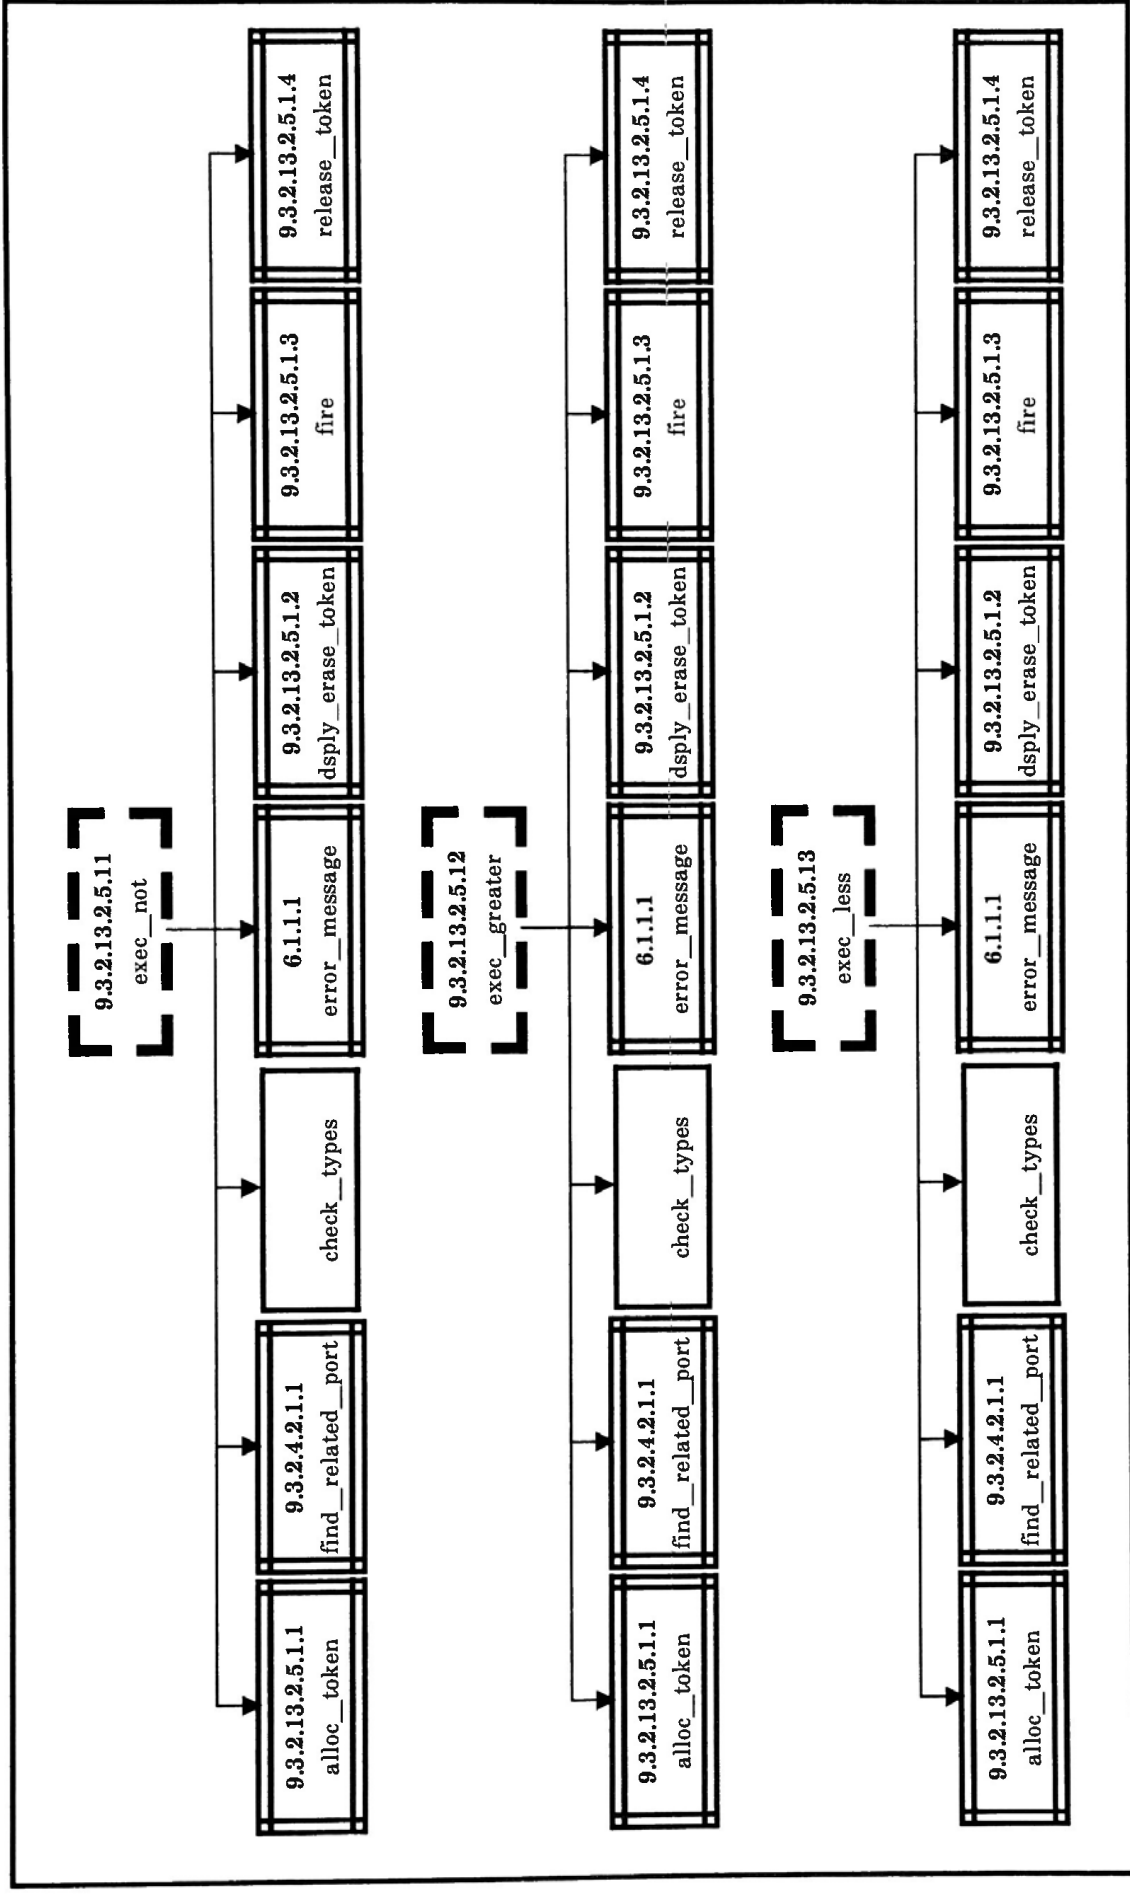 9.3.2.13.2.5.11
exec__not
9.3.2.13.2.5.1.1
alloc__token
9.3.2.4.2.1.1
find__related__port
check__types
6.1.1.1
error__message
9.3.2.13.2.5.1.2
dsply_erase_token
9.3.2.13.2.5.1.3
fire
9.3.2.13.2.5.1.4
release__token
9.3.2.13.2.5.12
exec__greater
9.3.2.13.2.5.1.1
alloc__token
9.3.2.4.2.1.1
find__related__port
check__types
6.1.1.1
error__message
9.3.2.13.2.5.1.2
dsply_erase_token
9.3.2.13.2.5.1.3
fire
9.3.2.13.2.5.1.4
release__token
9.3.2.13.2.5.13
exec__less
9.3.2.13.2.5.1.1
alloc__token
9.3.2.4.2.1.1
find__related__port
check__types
6.1.1.1
error__message
9.3.2.13.2.5.1.2
dsply_erase_token
9.3.2.13.2.5.1.3
fire
9.3.2.13.2.5.1.4
release__token